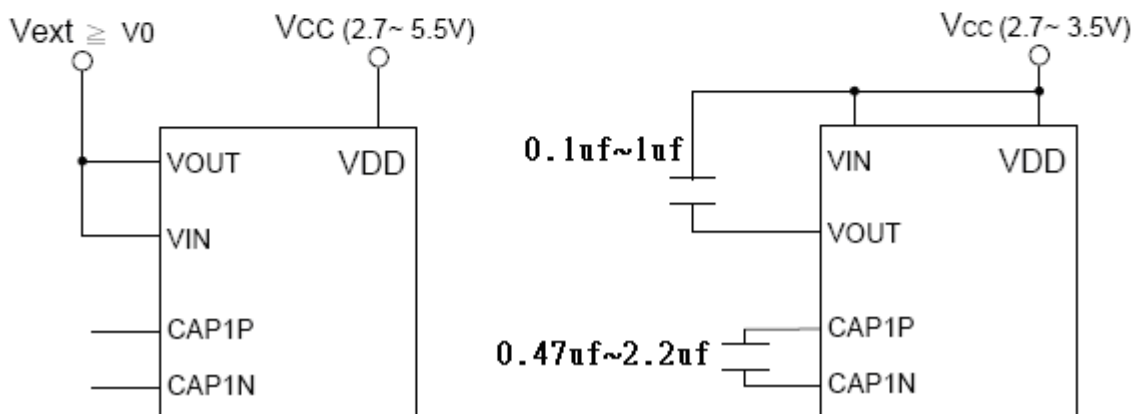 Vext ≧ V0
VCC (2.7~ 5.5V)
VOUT
VDD
VIN
CAP1P
CAP1N
Vcc (2.7~ 3.5V)
0.1uf~1uf
VIN
VDD
VOUT
CAP1P
0.47uf~2.2uf
CAP1N